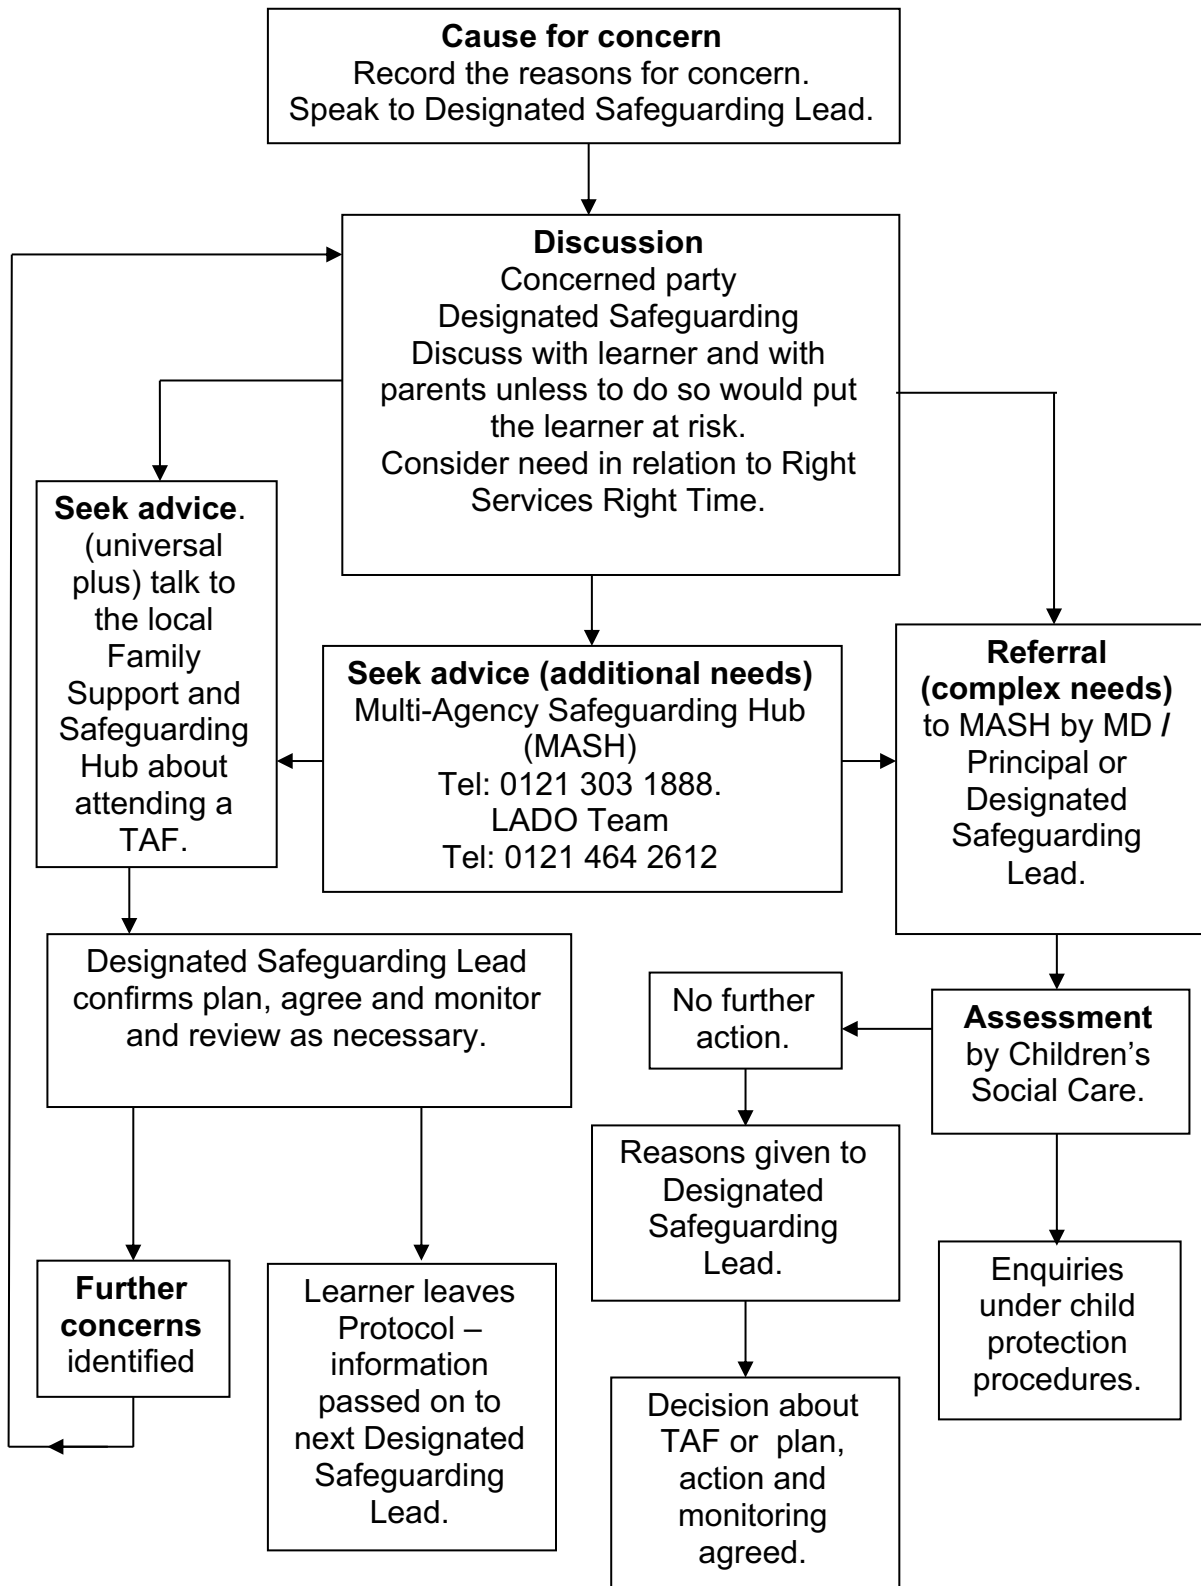 Cause for concern
Record the reasons for concern.
Speak to Designated Safeguarding Lead.
Discussion
Concerned party
Designated Safeguarding
Discuss with learner and with
parents unless to do so would put
the learner at risk.
Consider need in relation to Right
Services Right Time.
Seek advice.
(universal
plus) talk to
the local
Family
Support and
Safeguarding
Hub about
attending a
TAF.
Seek advice (additional needs)
Multi-Agency Safeguarding Hub
(MASH)
Tel: 0121 303 1888.
LADO Team
Tel: 0121 464 2612
Referral
(complex needs)
to MASH by MD /
Principal or
Designated
Safeguarding
Lead.
Designated Safeguarding Lead
confirms plan, agree and monitor
and review as necessary.
No further
action.
Assessment
by Children’s
Social Care.
Reasons given to
Designated
Safeguarding
Lead.
Enquiries
under child
protection
procedures.
Further
concerns
identified
Learner leaves
Protocol –
information
passed on to
next Designated
Safeguarding
Lead.
Decision about
TAF or  plan,
action and
monitoring
agreed.